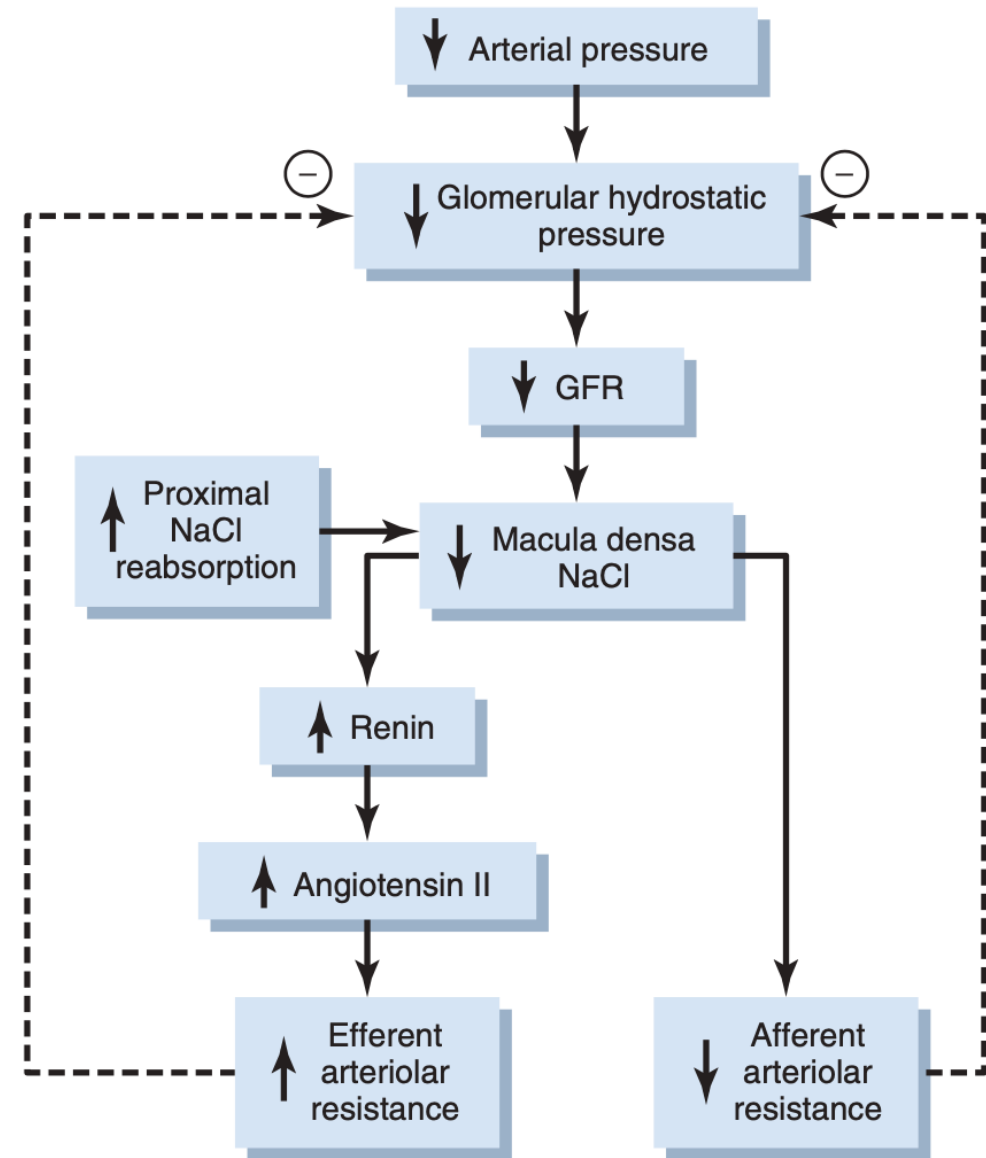 Arterial pressure
−
−
Glomerular hydrostatic
pressure
GFR
Proximal
NaCl
reabsorption
Macula densa
NaCl
Renin
Angiotensin II
Efferent
arteriolar
resistance
Afferent
arteriolar
resistance